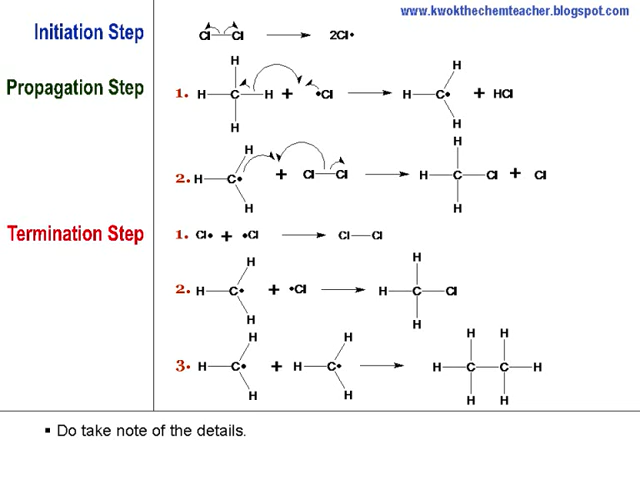 www.kwokthechemteacher.blogspot.com
Initiation Step
Cl Cl 2Cl•
Propagation Step
H
1. H C H + •Cl H C• + HCl
H
H
H
H
H
2. H C• + Cl Cl H C Cl + Cl
H
H
Termination Step
1. Cl• + •Cl Cl Cl
H
H
2. H C• + •Cl H C Cl
H
H
H H H H
3. H C• + H C• H C C H
H H H H
▪ Do take note of the details.